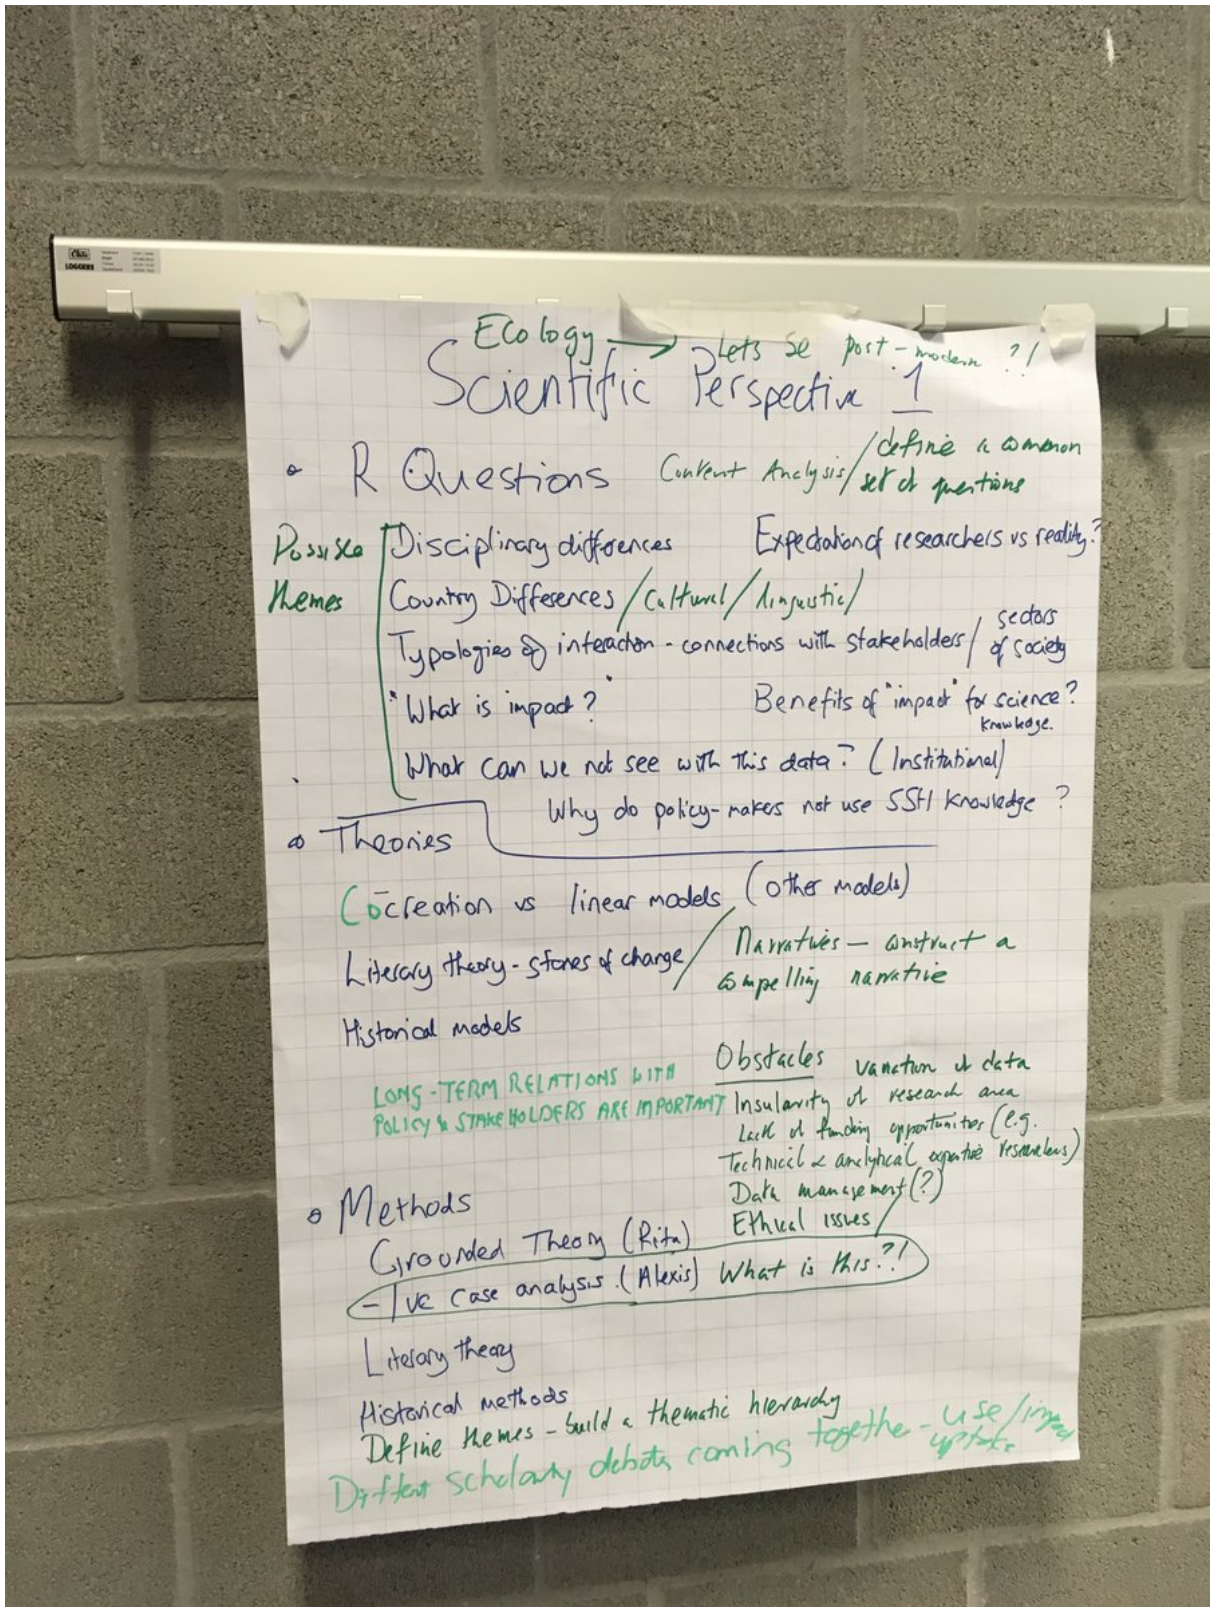 Chic
LOGGERS
Ecology → Lets be post-modern ?!
Scientific Perspective 1
R Questions
Content Analysis / define a common
set of questions
Possible
themes
Disciplinary differences
Expectation of researchers vs reality?
Country Differences / Cultural / linguistic /
Typologies of interaction - connections with stakeholders / sectors
of society
"What is impact?"
Benefits of "impact" for science?
knowledge.
What can we not see with this data? (Institutional)
Why do policy-makers not use SSH knowledge ?
Theories
Co-creation vs linear models (other models)
Literary theory - stories of change /
Narratives - construct a
compelling narrative
Historical models
LONG-TERM RELATIONS WITH
POLICY & STAKEHOLDERS ARE IMPORTANT
Obstacles
variation of data
Insularity of research area
Lack of funding opportunities (e.g.
Technical & analytical expertise researchers)
Data management (?)
Ethical issues /
Methods
Grounded Theory (Rita)
-Ive case analysis. (Alexis) What is this?!
Literary theory
Historical methods
Define themes - build a thematic hierarchy
Different scholarly debates coming together - use / impact
uptake